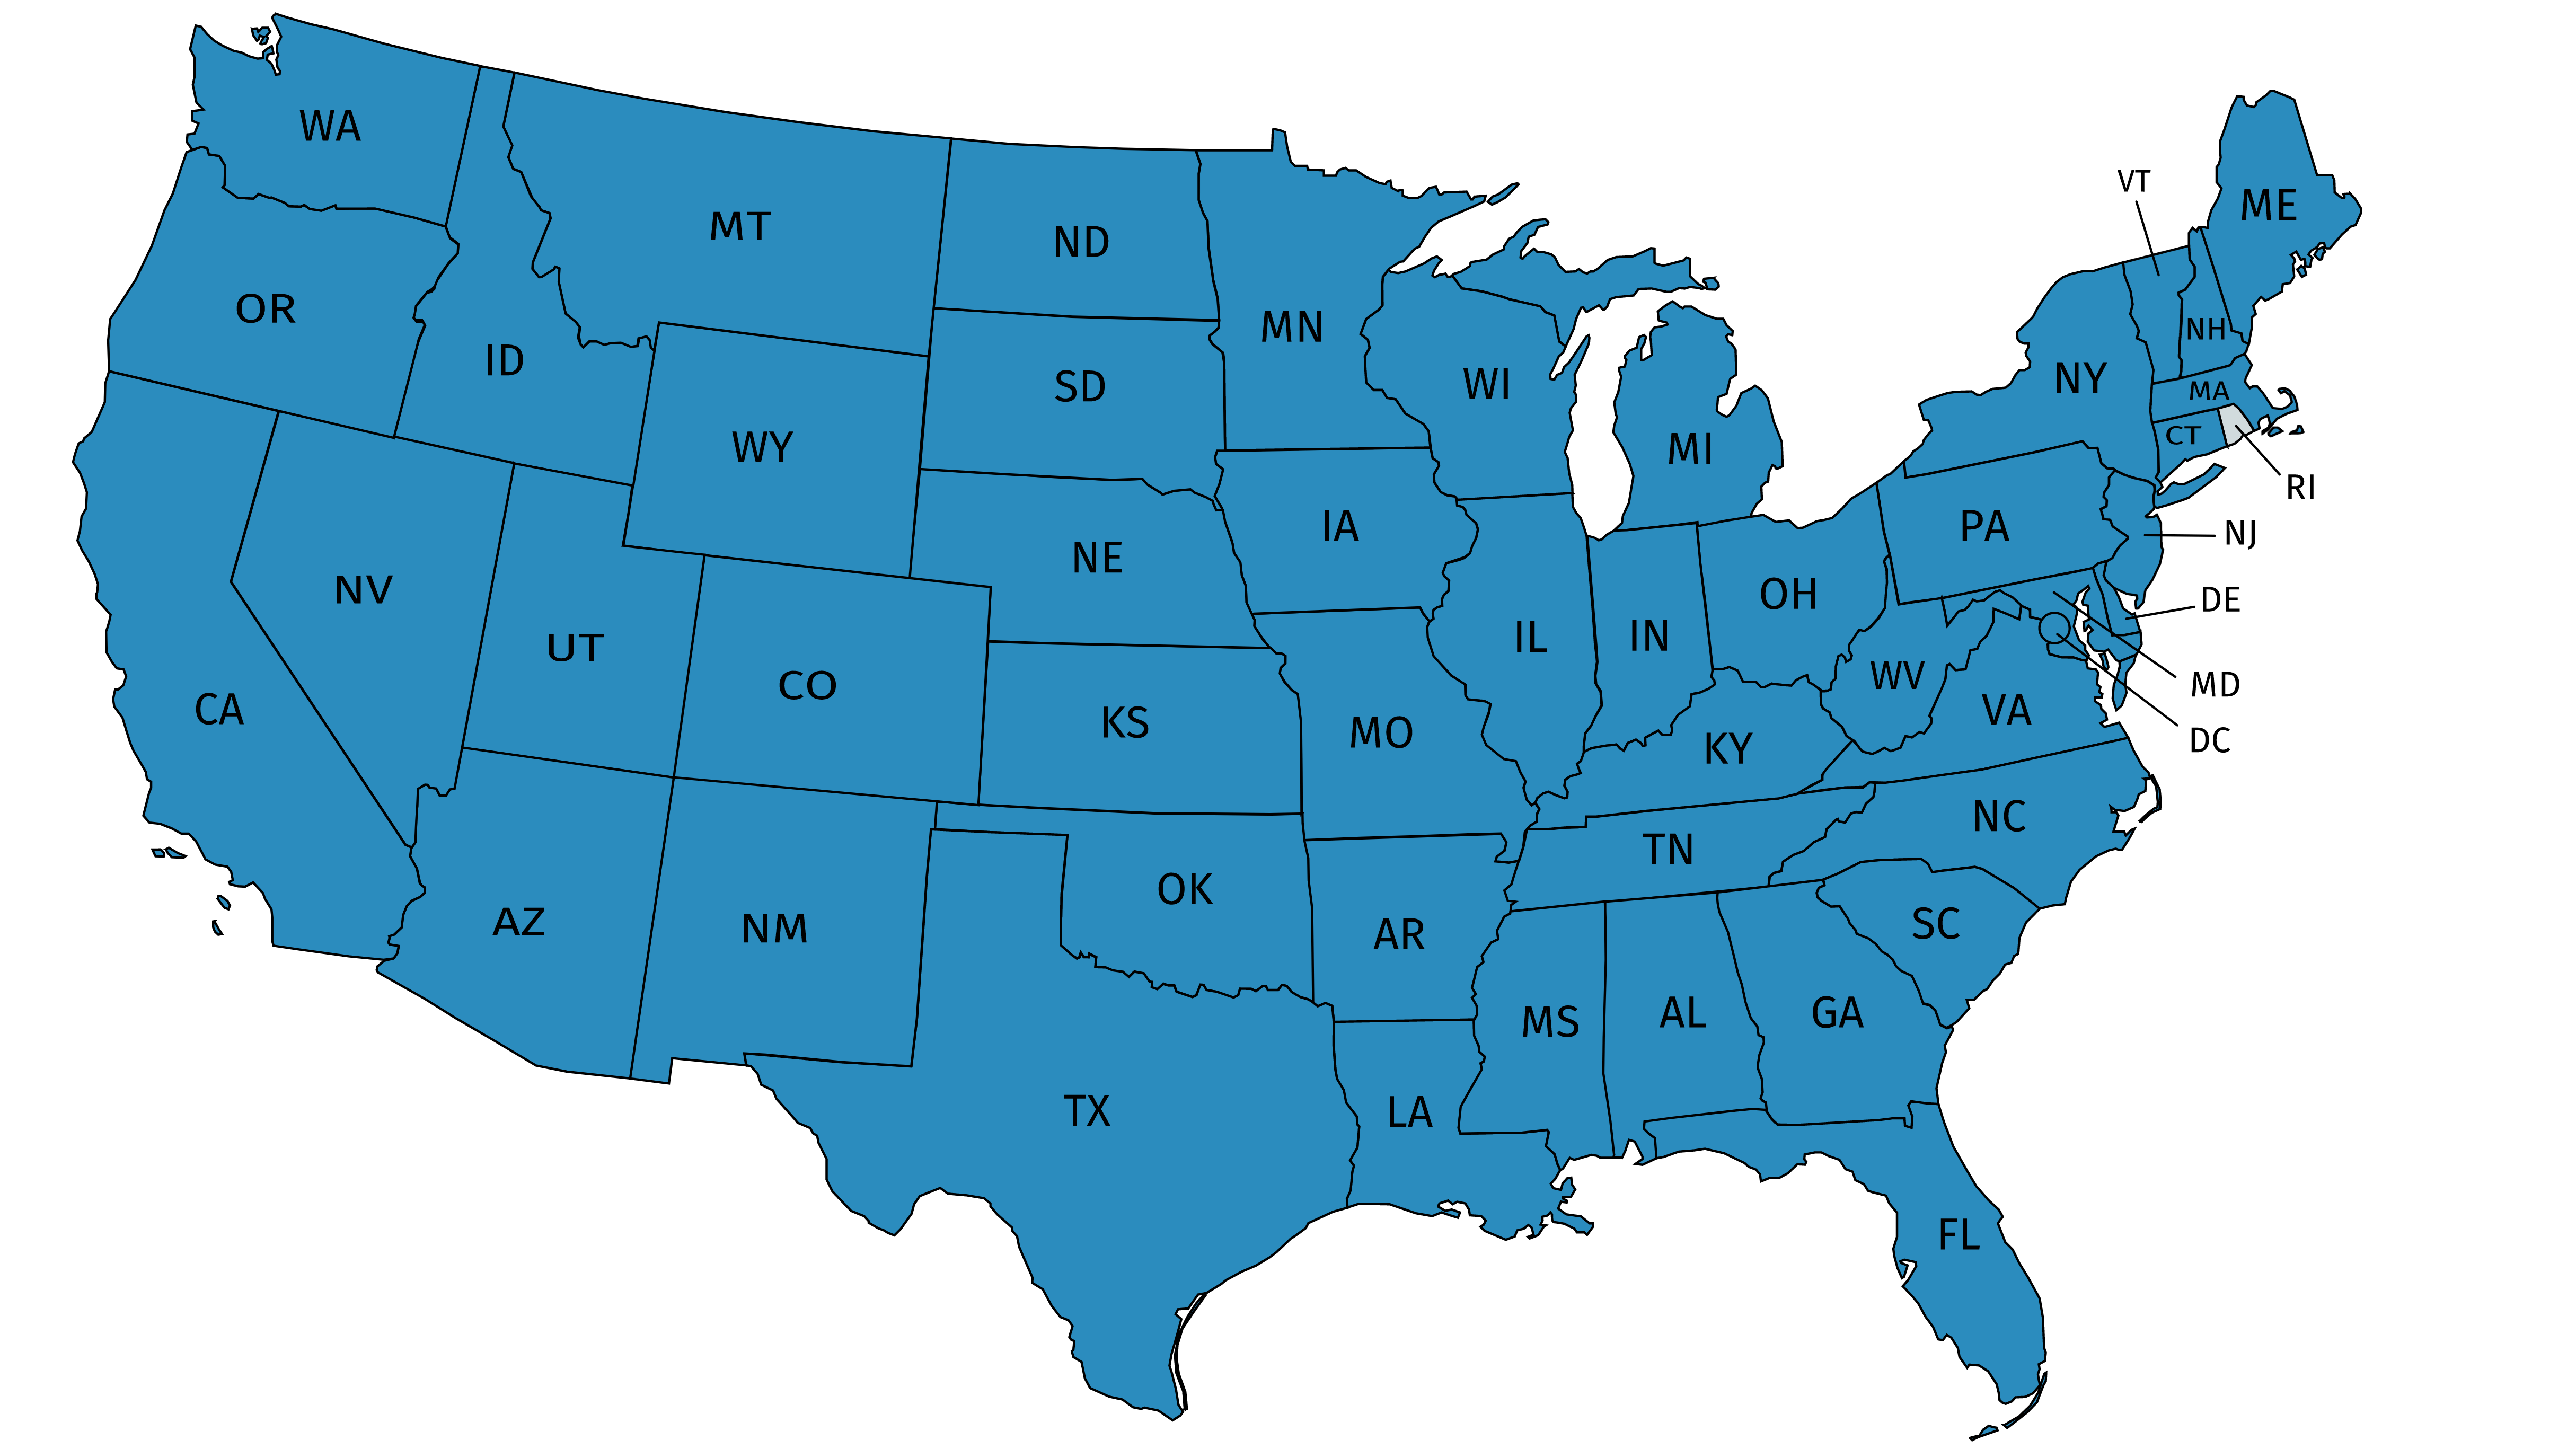 WA
MT
ND
MN
VT
ME
OR
ID
SD
WI
MI
NH
NY
MA
CT
RI
WY
IA
PA
NJ
NE
NV
UT
CO
IL
IN
OH
DE
WV
MD
VA
DC
CA
KS
MO
KY
NC
TN
OK
AZ
NM
AR
SC
MS
AL
GA
TX
LA
FL